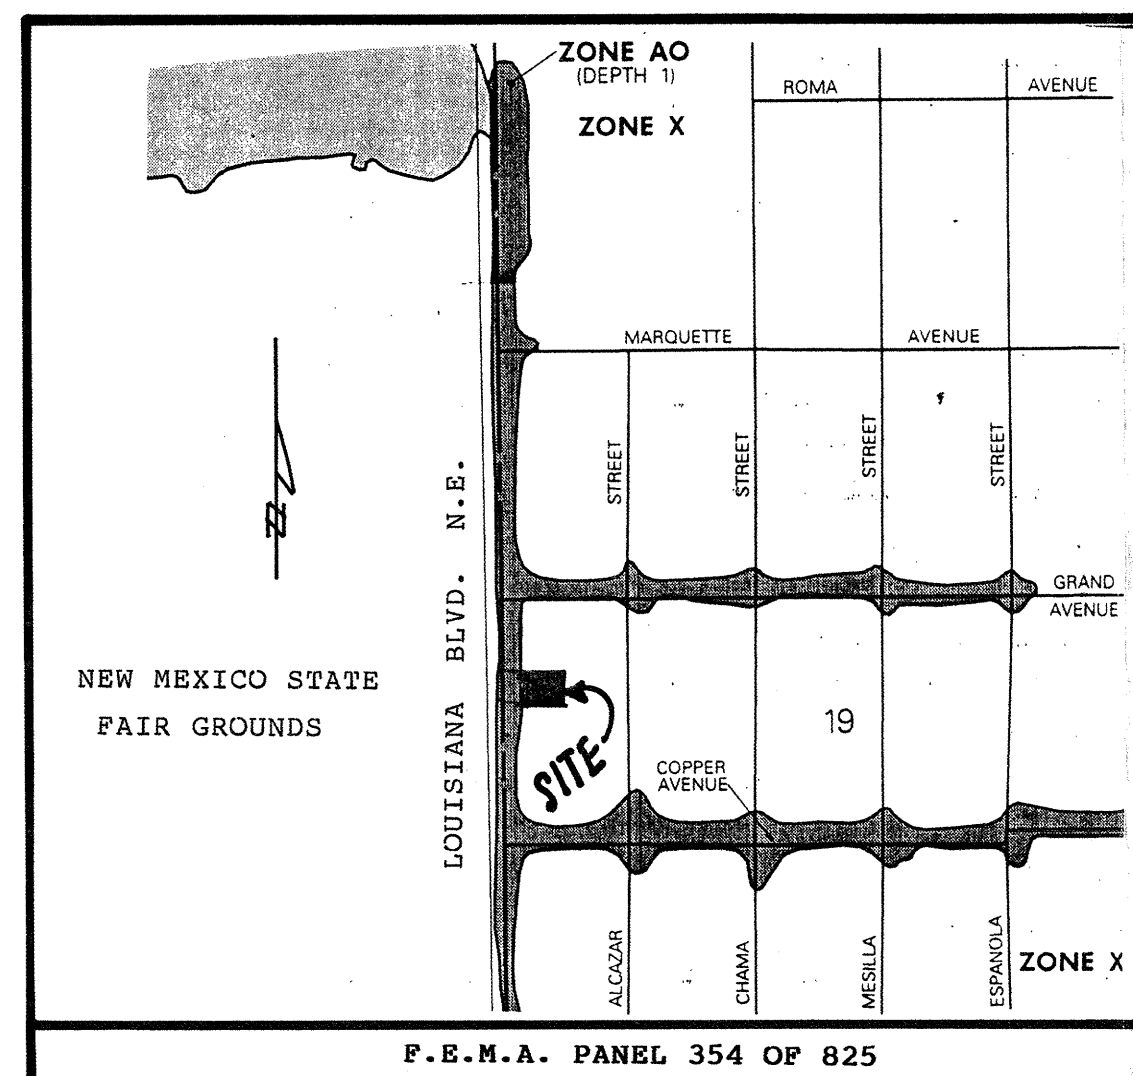 ZONE AO
(DEPTH 1)
ZONE X
ROMA AVENUE
MARQUETTE AVENUE
STREET
STREET
STREET
STREET
N
LOUISIANA BLVD. N.E.
GRAND
AVENUE
NEW MEXICO STATE
FAIR GROUNDS
SITE
19
COPPER
AVENUE
ALCAZAR
CHAMA
MESILLA
ESPANOLA
ZONE X
F.E.M.A. PANEL 354 OF 825